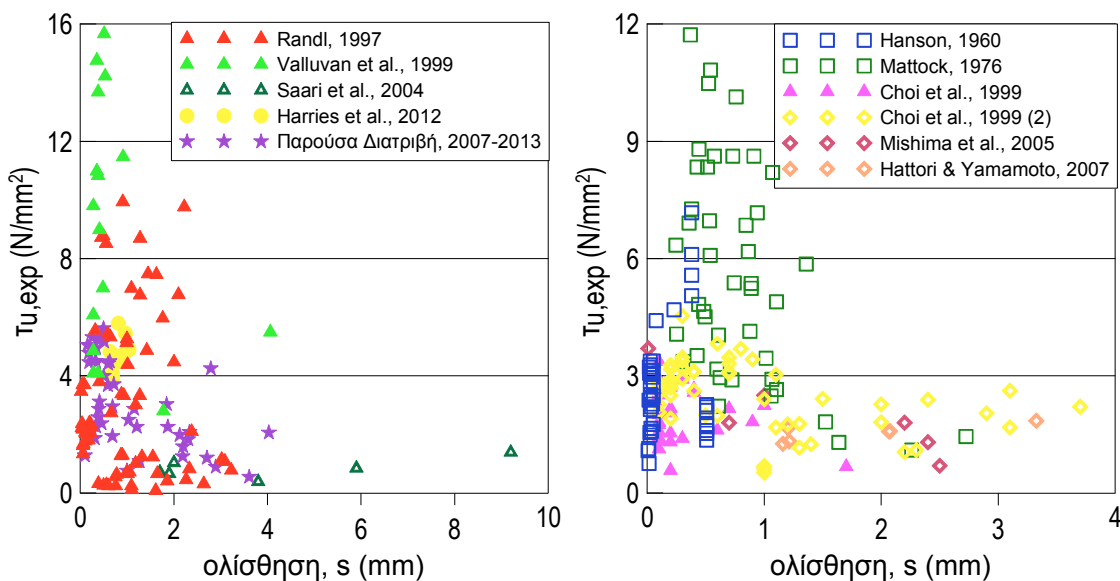 16
12
8
4
0
τu,exp (N/mm²)
Randl, 1997
Valluvan et al., 1999
Saari et al., 2004
Harries et al., 2012
Παρούσα Διατριβή, 2007-2013
0 2 4 6 8 10
ολίσθηση, s (mm)
12
9
6
3
0
τu,exp (N/mm²)
Hanson, 1960
Mattock, 1976
Choi et al., 1999
Choi et al., 1999 (2)
Mishima et al., 2005
Hattori & Yamamoto, 2007
0 1 2 3 4
ολίσθηση, s (mm)